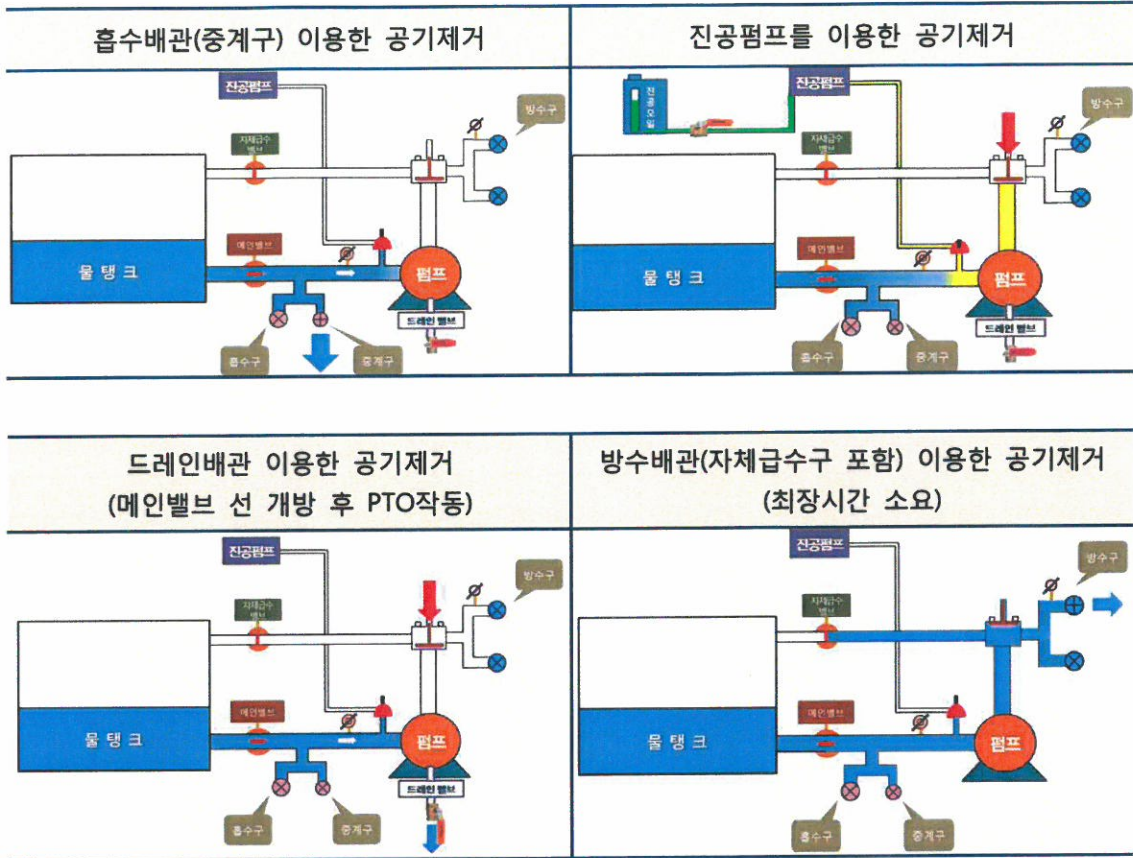 흡수배관(중계구) 이용한 공기제거
진공펌프를 이용한 공기제거
진공펌프
방수구
자체급수
밸브
메인밸브
물 탱 크
펌프
드레인 밸브
흡수구
중계구
진공오일
진공펌프
방수구
자체급수
밸브
메인밸브
물 탱 크
펌프
드레인 밸브
흡수구
중계구
드레인배관 이용한 공기제거
(메인밸브 선 개방 후 PTO작동)
방수배관(자체급수구 포함) 이용한 공기제거
(최장시간 소요)
진공펌프
방수구
자체급수
밸브
메인밸브
물 탱 크
펌프
드레인 밸브
흡수구
중계구
진공펌프
방수구
자체급수
밸브
메인밸브
물 탱 크
펌프
흡수구
중계구